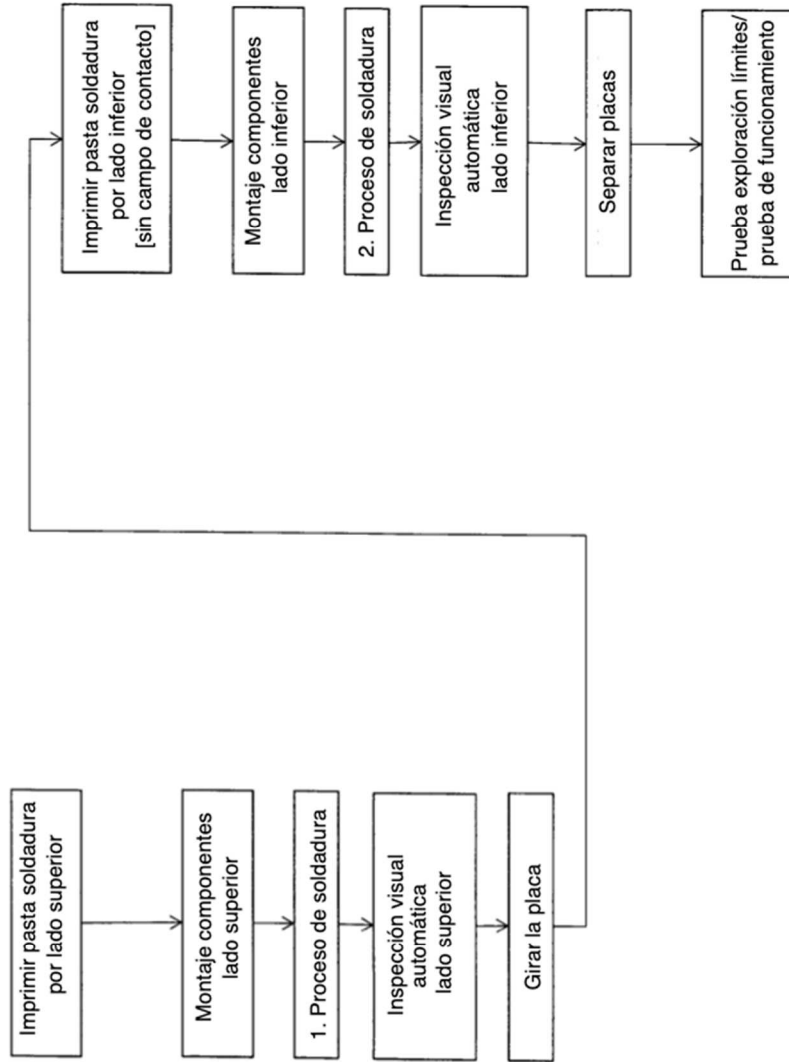 Imprimir pasta soldadura
por lado superior
Montaje componentes
lado superior
1. Proceso de soldadura
Inspección visual
automática
lado superior
Girar la placa
Imprimir pasta soldadura
por lado inferior
[sin campo de contacto]
Montaje componentes
lado inferior
2. Proceso de soldadura
Inspección visual
automática
lado inferior
Separar placas
Prueba exploración límites/
prueba de funcionamiento